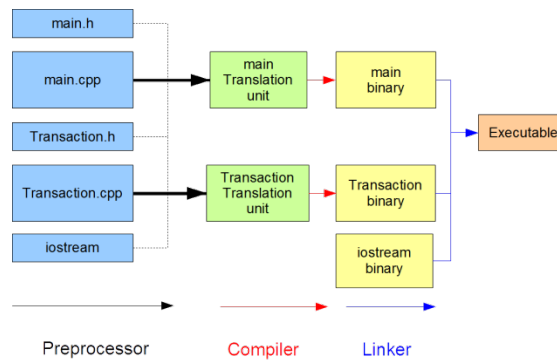 main.h
main.cpp
Transaction.h
Transaction.cpp
iostream
main
Translation
unit
Transaction
Translation
unit
main
binary
Transaction
binary
iostream
binary
Executable
Preprocessor
Compiler
Linker